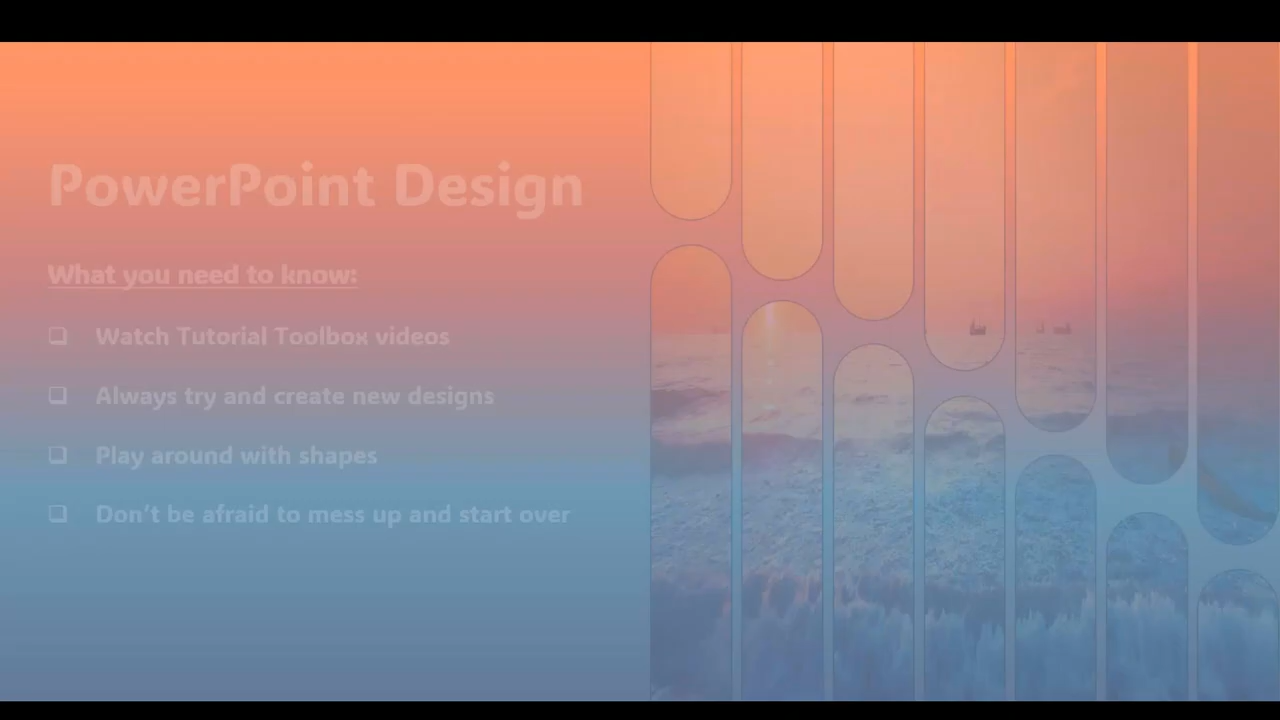 PowerPoint Design
What you need to know:
❑ Watch Tutorial Toolbox videos
❑ Always try and create new designs
❑ Play around with shapes
❑ Don’t be afraid to mess up and start over